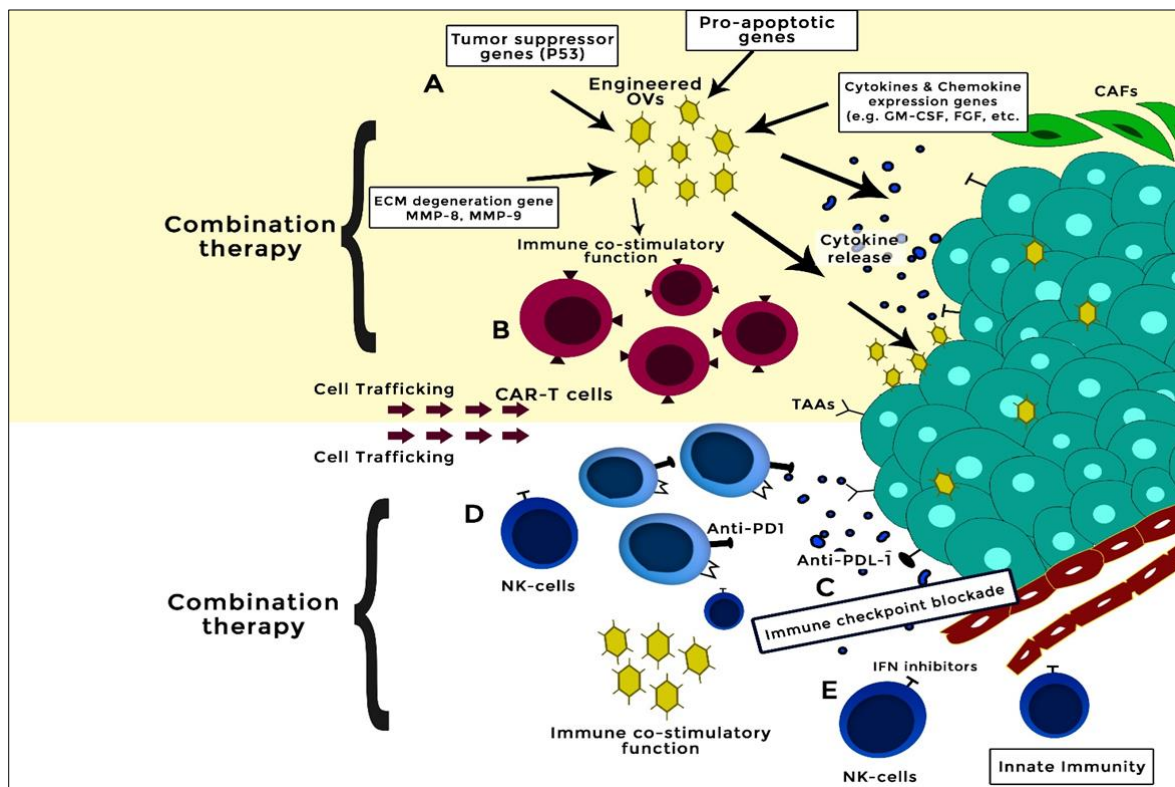 Tumor suppressor
genes (P53)
Pro-apoptotic
genes
A
Engineered
OVs
Cytokines & Chemokine
expression genes
(e.g. GM-CSF, FGF, etc.
CAFs
ECM degeneration gene
MMP-8, MMP-9
Combination
therapy
Immune co-stimulatory
function
Cytokine
release
B
Cell Trafficking
CAR-T cells
TAAs
Cell Trafficking
D
NK-cells
Anti-PD1
Anti-PDL-1
C
Immune checkpoint blockade
Combination
therapy
IFN inhibitors
E
Immune co-stimulatory
function
NK-cells
Innate Immunity